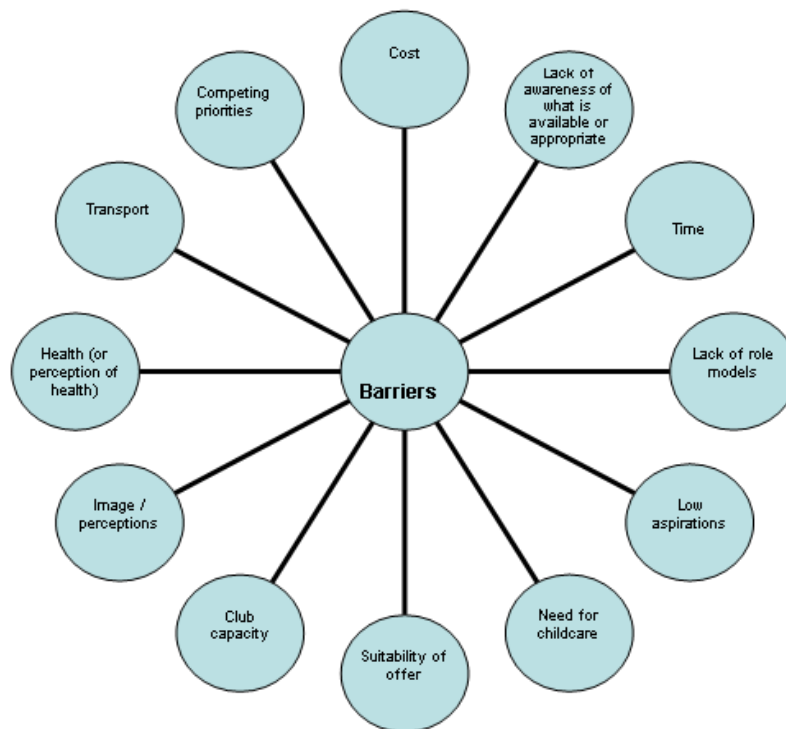 Cost
Lack of
awareness of
what is
available or
appropriate
Time
Lack of role
models
Low
aspirations
Need for
childcare
Suitability of
offer
Club
capacity
Image /
perceptions
Health (or
perception of
health)
Transport
Competing
priorities
Barriers